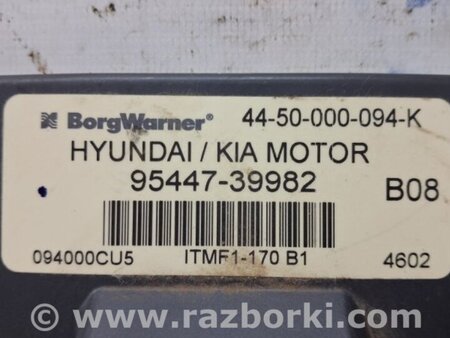 BorgWarner® 44-50-000-094-K
HYUNDAI / KIA MOTOR
95447-39982
B08
094000CU5 ITMF1-170 B1 4602
© www.razborki.com